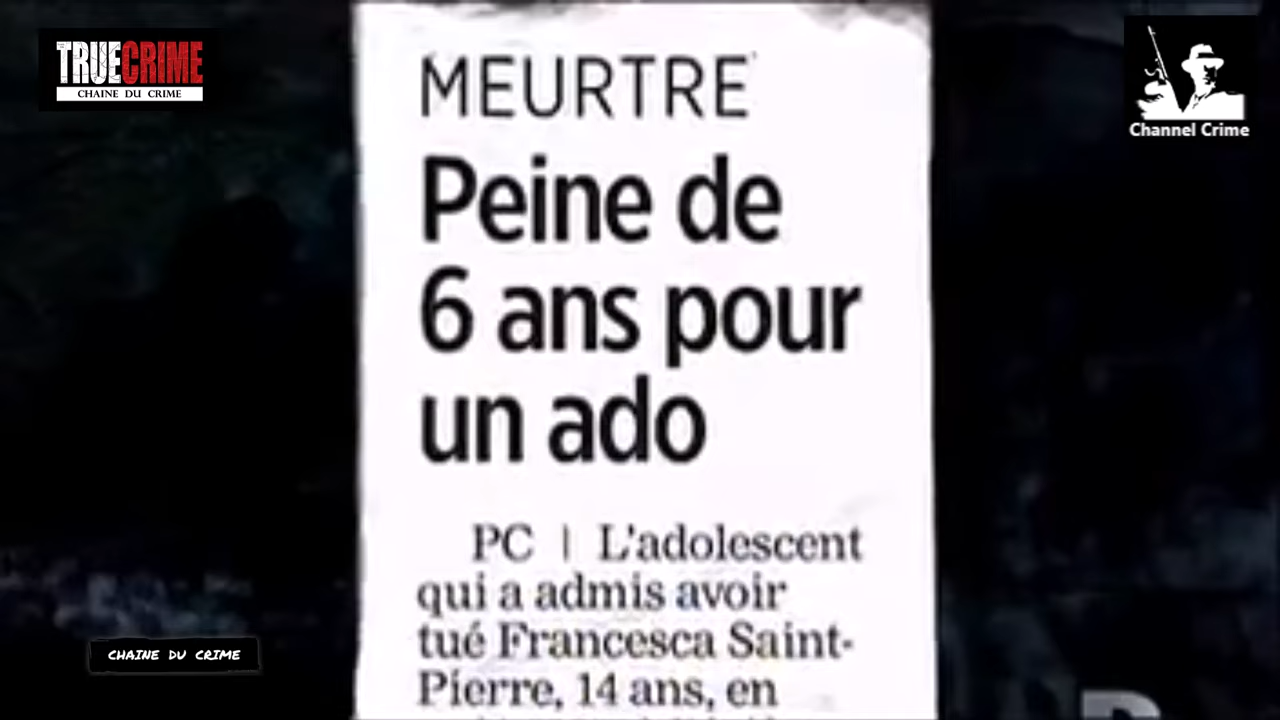 TRUECRIME
CHAINE DU CRIME
Channel Crime
MEURTRE
Peine de
6 ans pour
un ado
PC | L'adolescent
qui a admis avoir
tué Francesca Saint-
Pierre, 14 ans, en
CHAINE DU CRIME